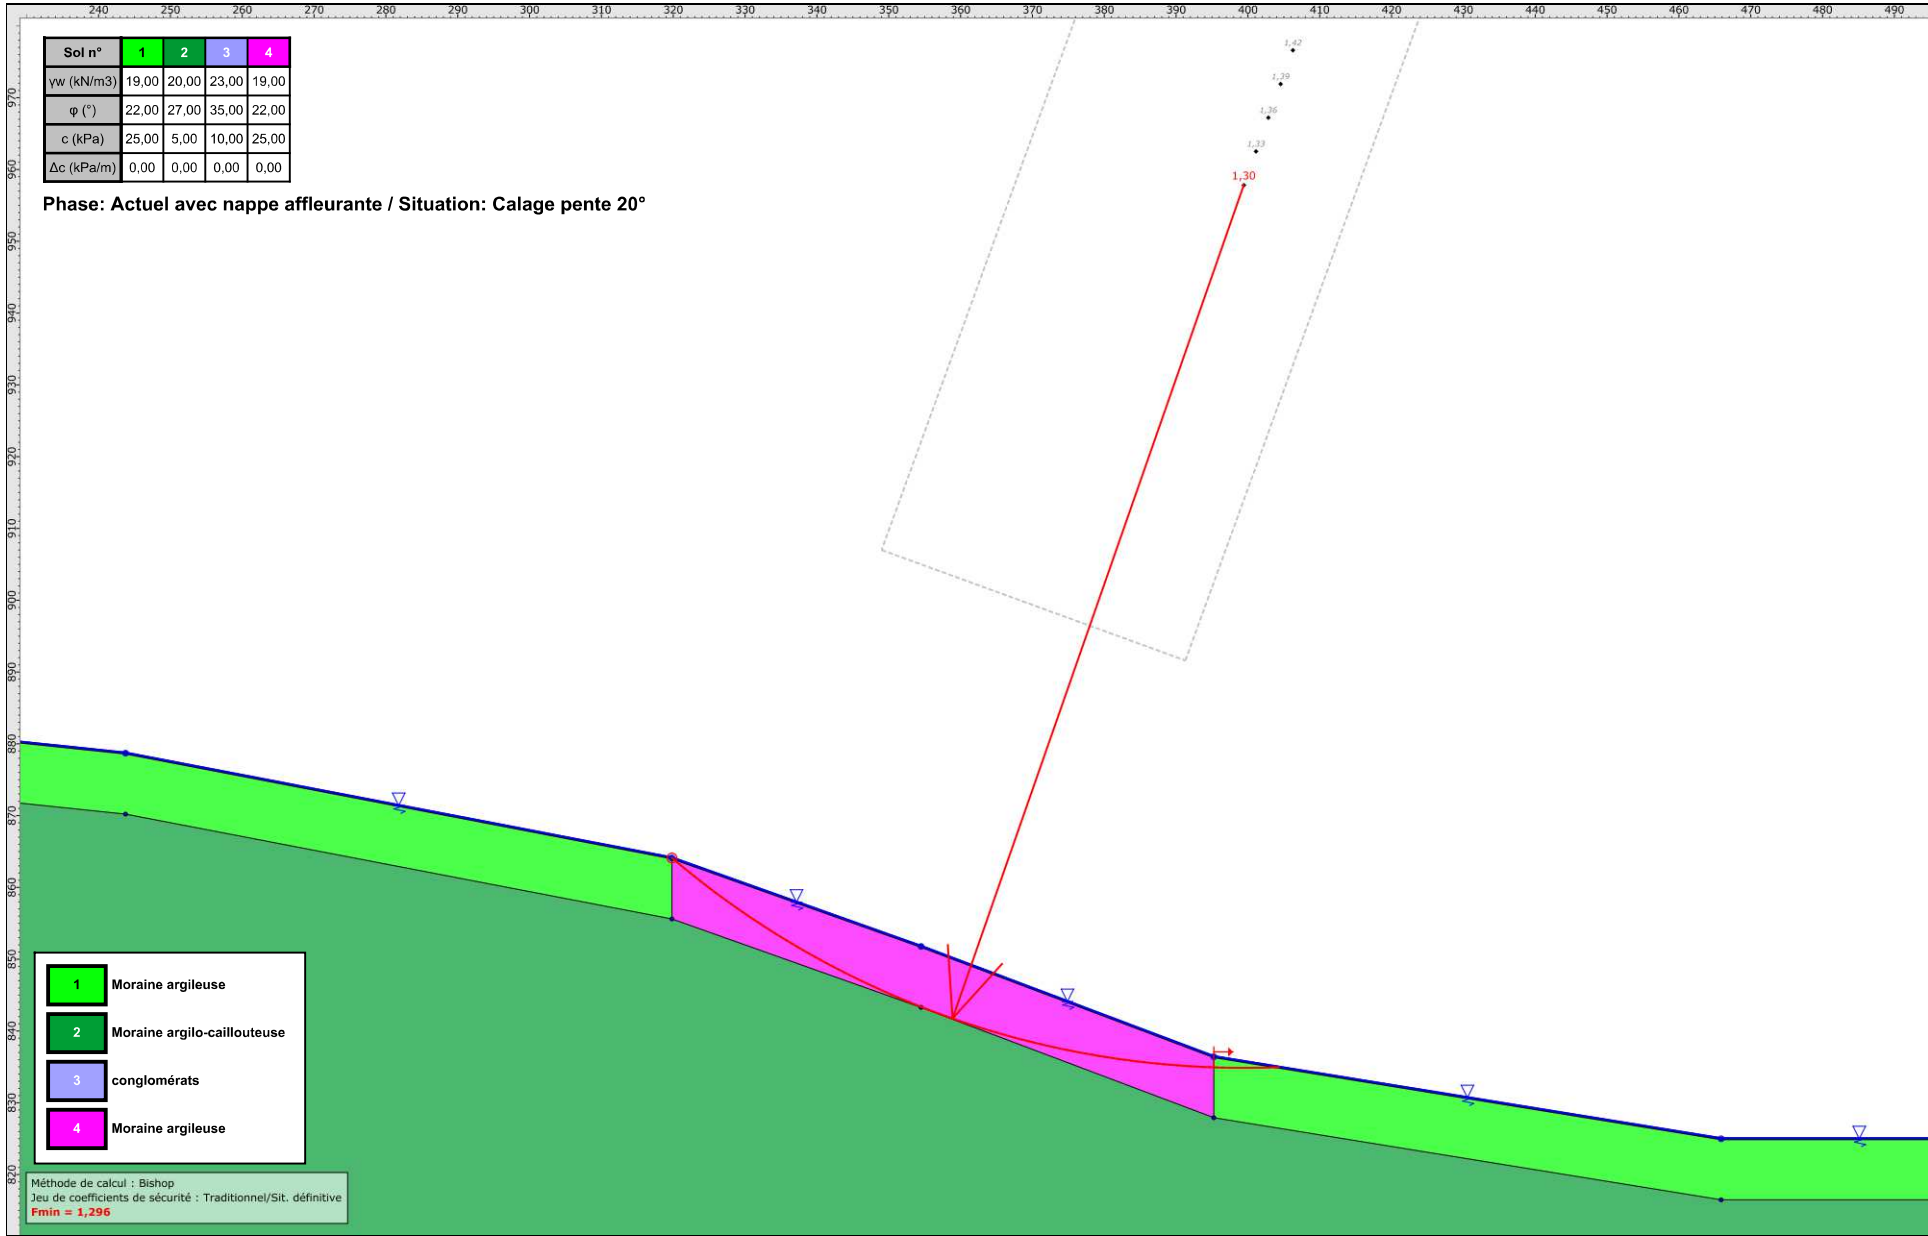 240 250 260 270 280 290 300 310 320 330 340 350 360 370 380 390 400 410 420 430 440 450 460 470 480 490
Sol n° 1 2 3 4
γw (kN/m3) 19,00 20,00 23,00 19,00
φ (°) 22,00 27,00 35,00 22,00
c (kPa) 25,00 5,00 10,00 25,00
Δc (kPa/m) 0,00 0,00 0,00 0,00
Phase: Actuel avec nappe affleurante / Situation: Calage pente 20°
1,42
1,39
1,36
1,33
1,30
970
960
950
940
930
920
910
900
890
880
870
860
850
840
830
820
1 Moraine argileuse
2 Moraine argilo-caillouteuse
3 conglomérats
4 Moraine argileuse
Méthode de calcul : Bishop
Jeu de coefficients de sécurité : Traditionnel/Sit. définitive
Fmin = 1,296